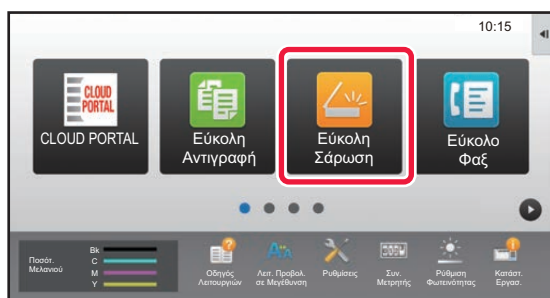 10:15
CLOUD
PORTAL
CLOUD PORTAL
Εύκολη
Αντιγραφή
Εύκολη
Σάρωση
Εύκολο
Φαξ
Ποσότ.
Μελανιού
Bk
C
M
Y
Οδηγός
Λειτουργιών
Λειτ. Προβολ.
σε Μεγέθυνση
Ρυθμίσεις
Συν.
Μετρητής
Ρύθμιση
Φωτεινότητας
Κατάστ.
Έργασ.